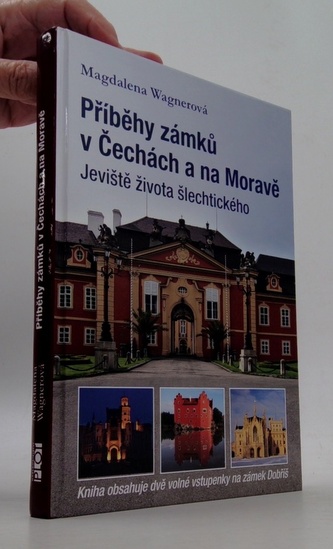 Magdalena Wagnerová
Příběhy zámků
v Čechách a na Moravě
Jeviště života šlechtického
Kniha obsahuje dvě volné vstupenky na zámek Dobříš
Příběhy zámků v Čechách a na Moravě
Magdalena
Wagnerová
PLOT